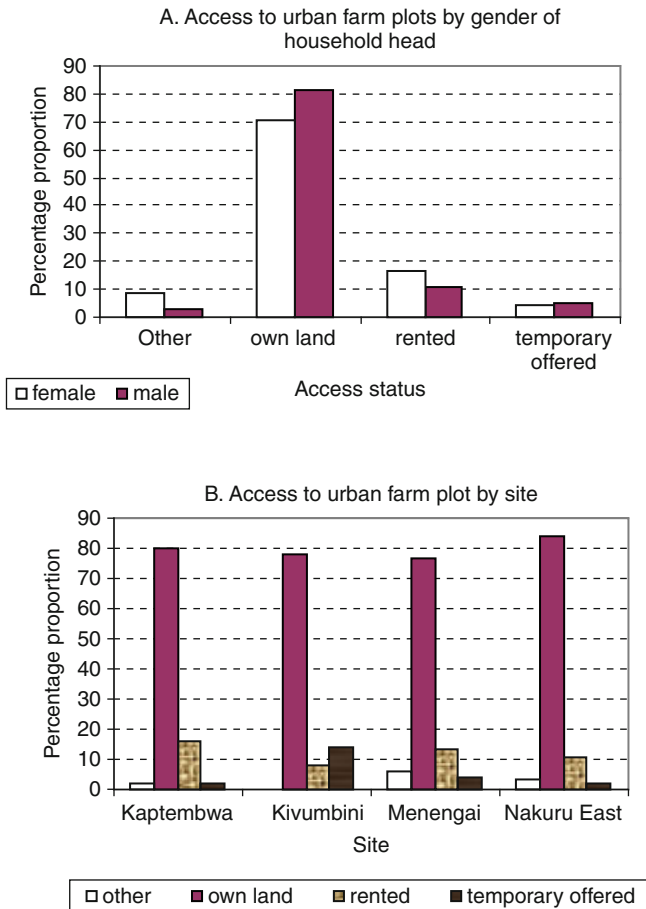 A. Access to urban farm plots by gender of
household head
Percentage proportion
90
80
70
60
50
40
30
20
10
0
Other own land rented temporary
offered
Access status
female male
B. Access to urban farm plot by site
Percentage proportion
90
80
70
60
50
40
30
20
10
0
Kaptembwa Kivumbini Menengai Nakuru East
Site
other own land rented temporary offered